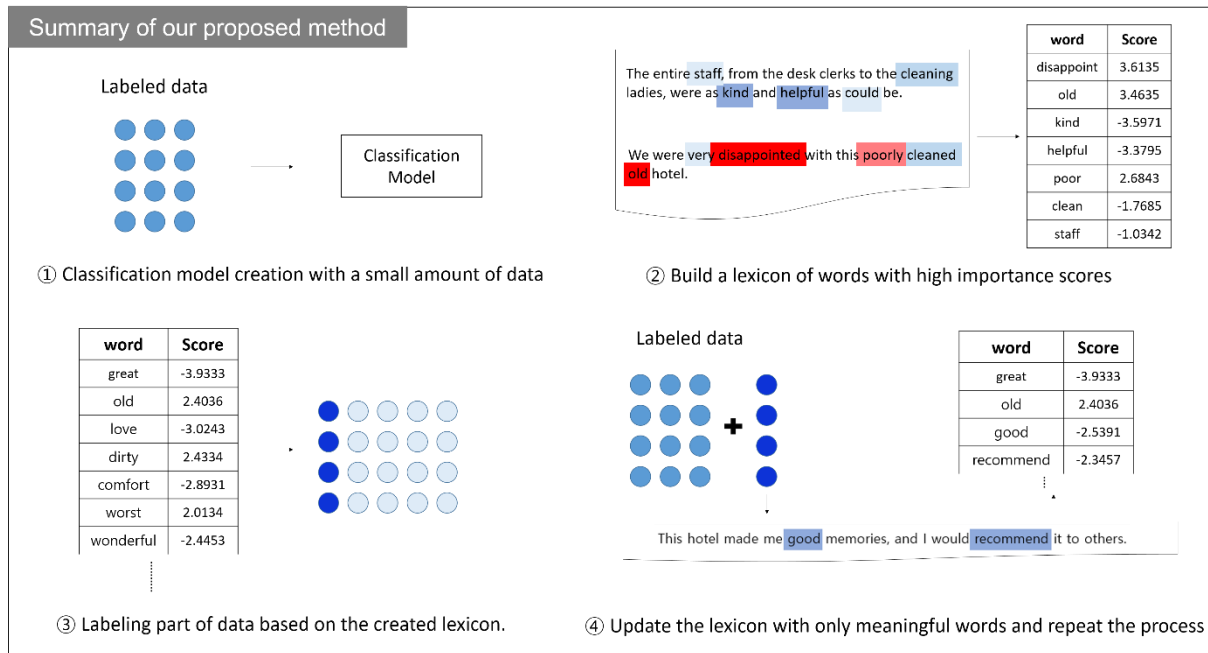 Summary of our proposed method
Labeled data
Classification
Model
① Classification model creation with a small amount of data
The entire staff, from the desk clerks to the cleaning
ladies, were as kind and helpful as could be.
We were very disappointed with this poorly cleaned
old hotel.
word Score
disappoint 3.6135
old 3.4635
kind -3.5971
helpful -3.3795
poor 2.6843
clean -1.7685
staff -1.0342
② Build a lexicon of words with high importance scores
word Score
great -3.9333
old 2.4036
love -3.0243
dirty 2.4334
comfort -2.8931
worst 2.0134
wonderful -2.4453
③ Labeling part of data based on the created lexicon.
Labeled data
word Score
great -3.9333
old 2.4036
good -2.5391
recommend -2.3457
This hotel made me good memories, and I would recommend it to others.
④ Update the lexicon with only meaningful words and repeat the process